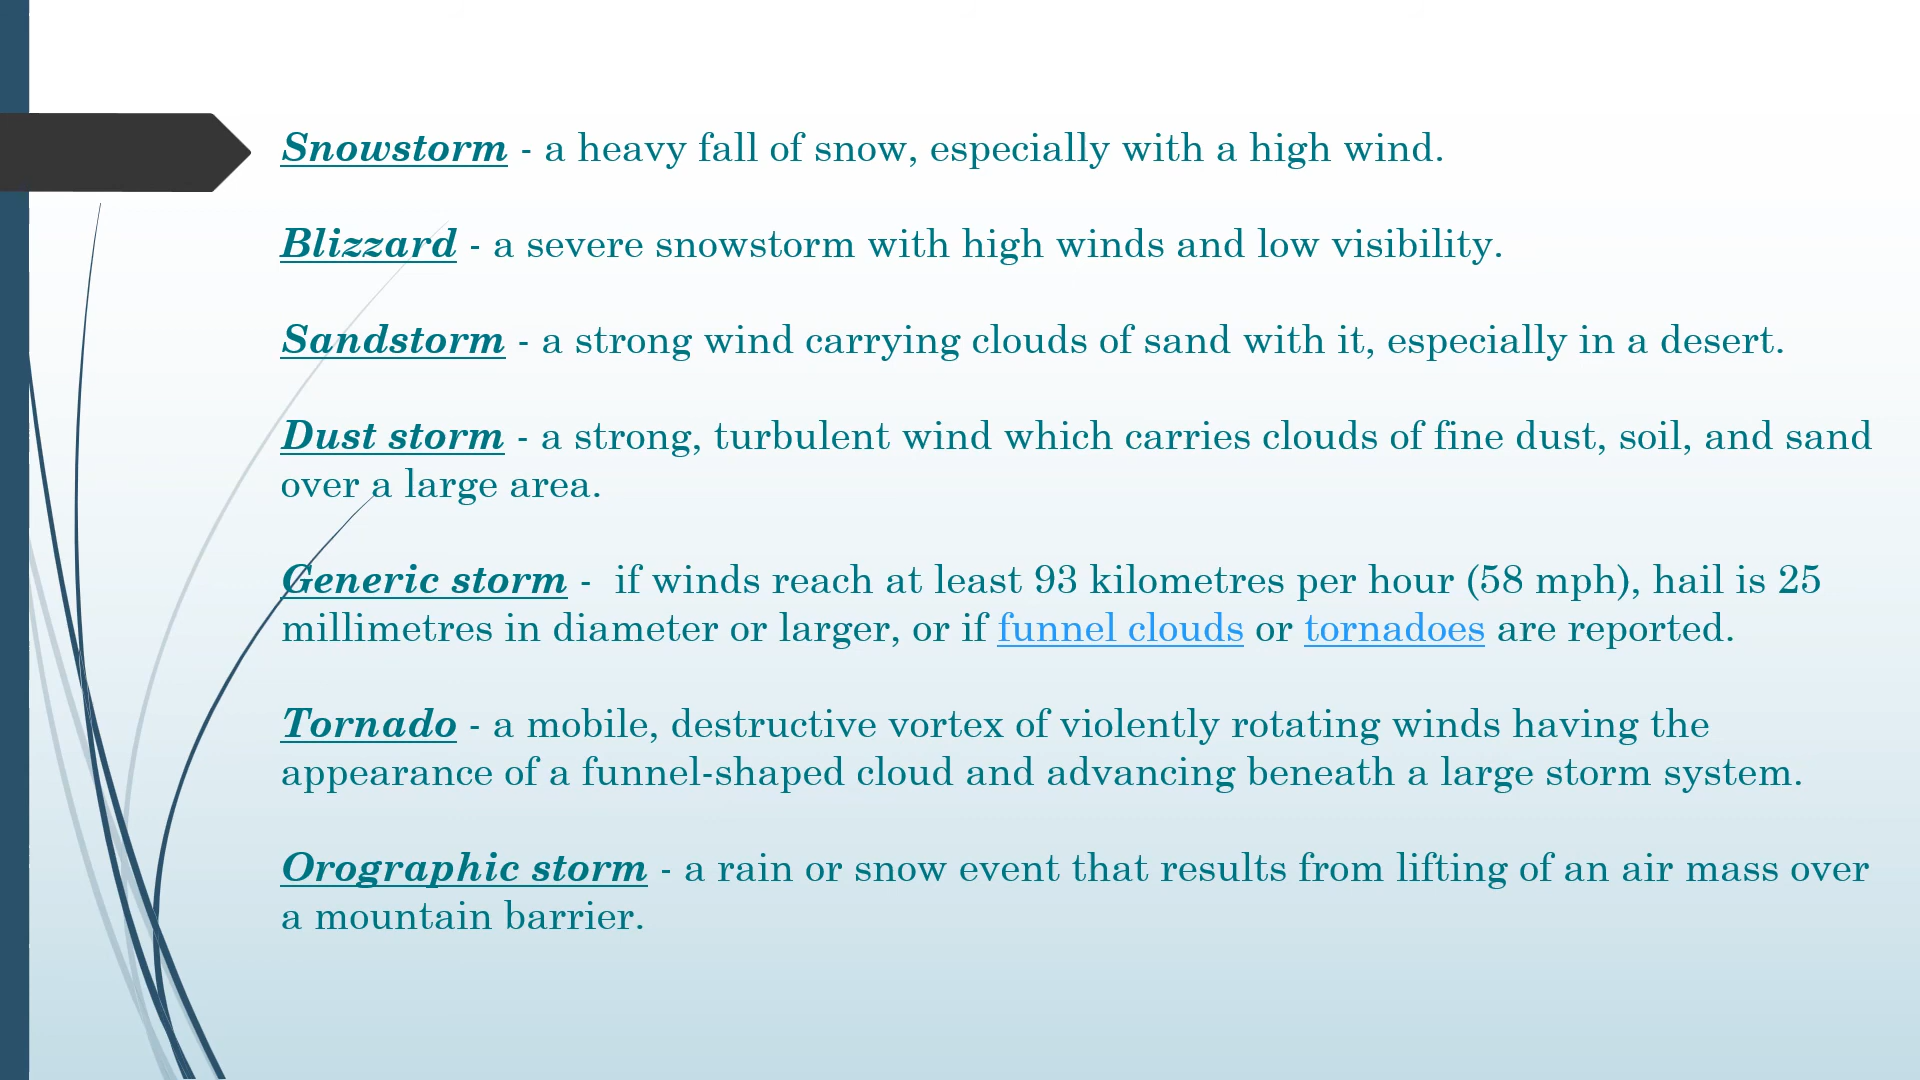 Snowstorm - a heavy fall of snow, especially with a high wind.
Blizzard - a severe snowstorm with high winds and low visibility.
Sandstorm - a strong wind carrying clouds of sand with it, especially in a desert.
Dust storm - a strong, turbulent wind which carries clouds of fine dust, soil, and sand
over a large area.
Generic storm -  if winds reach at least 93 kilometres per hour (58 mph), hail is 25
millimetres in diameter or larger, or if funnel clouds or tornadoes are reported.
Tornado - a mobile, destructive vortex of violently rotating winds having the
appearance of a funnel-shaped cloud and advancing beneath a large storm system.
Orographic storm - a rain or snow event that results from lifting of an air mass over
a mountain barrier.